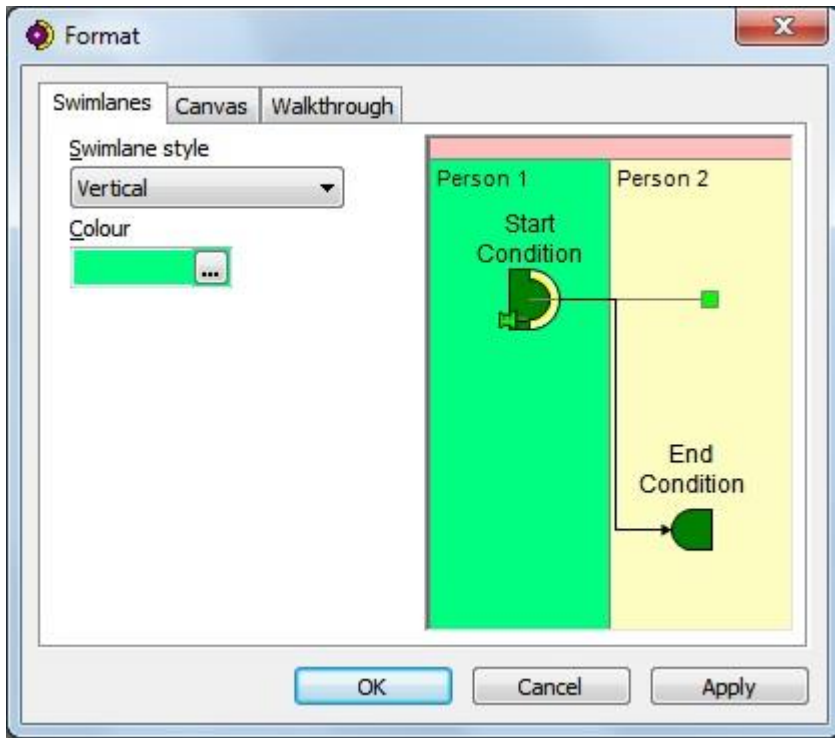 Format
Swimlanes Canvas Walkthrough
Swimlane style
Vertical
Colour
...
Person 1
Person 2
Start
Condition
End
Condition
OK Cancel Apply